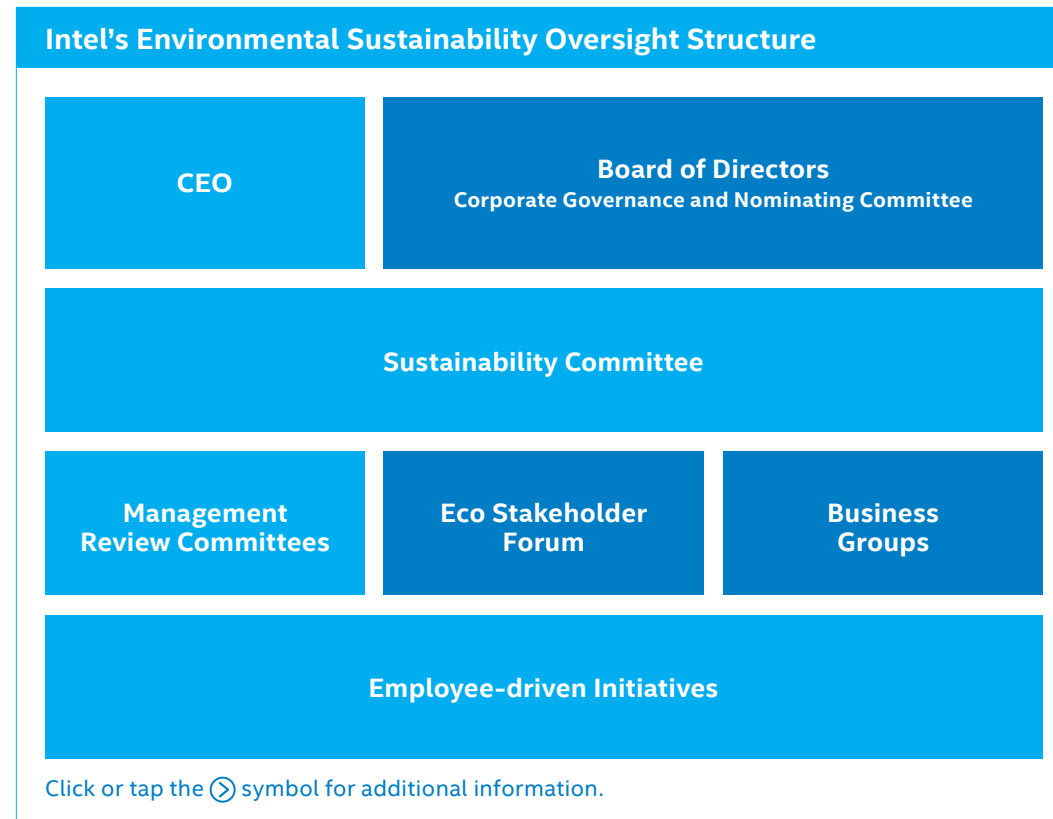 Intel's Environmental Sustainability Oversight Structure
CEO
Board of Directors
Corporate Governance and Nominating Committee
Sustainability Committee
Management
Review Committees
Eco Stakeholder
Forum
Business
Groups
Employee-driven Initiatives
Click or tap the symbol for additional information.